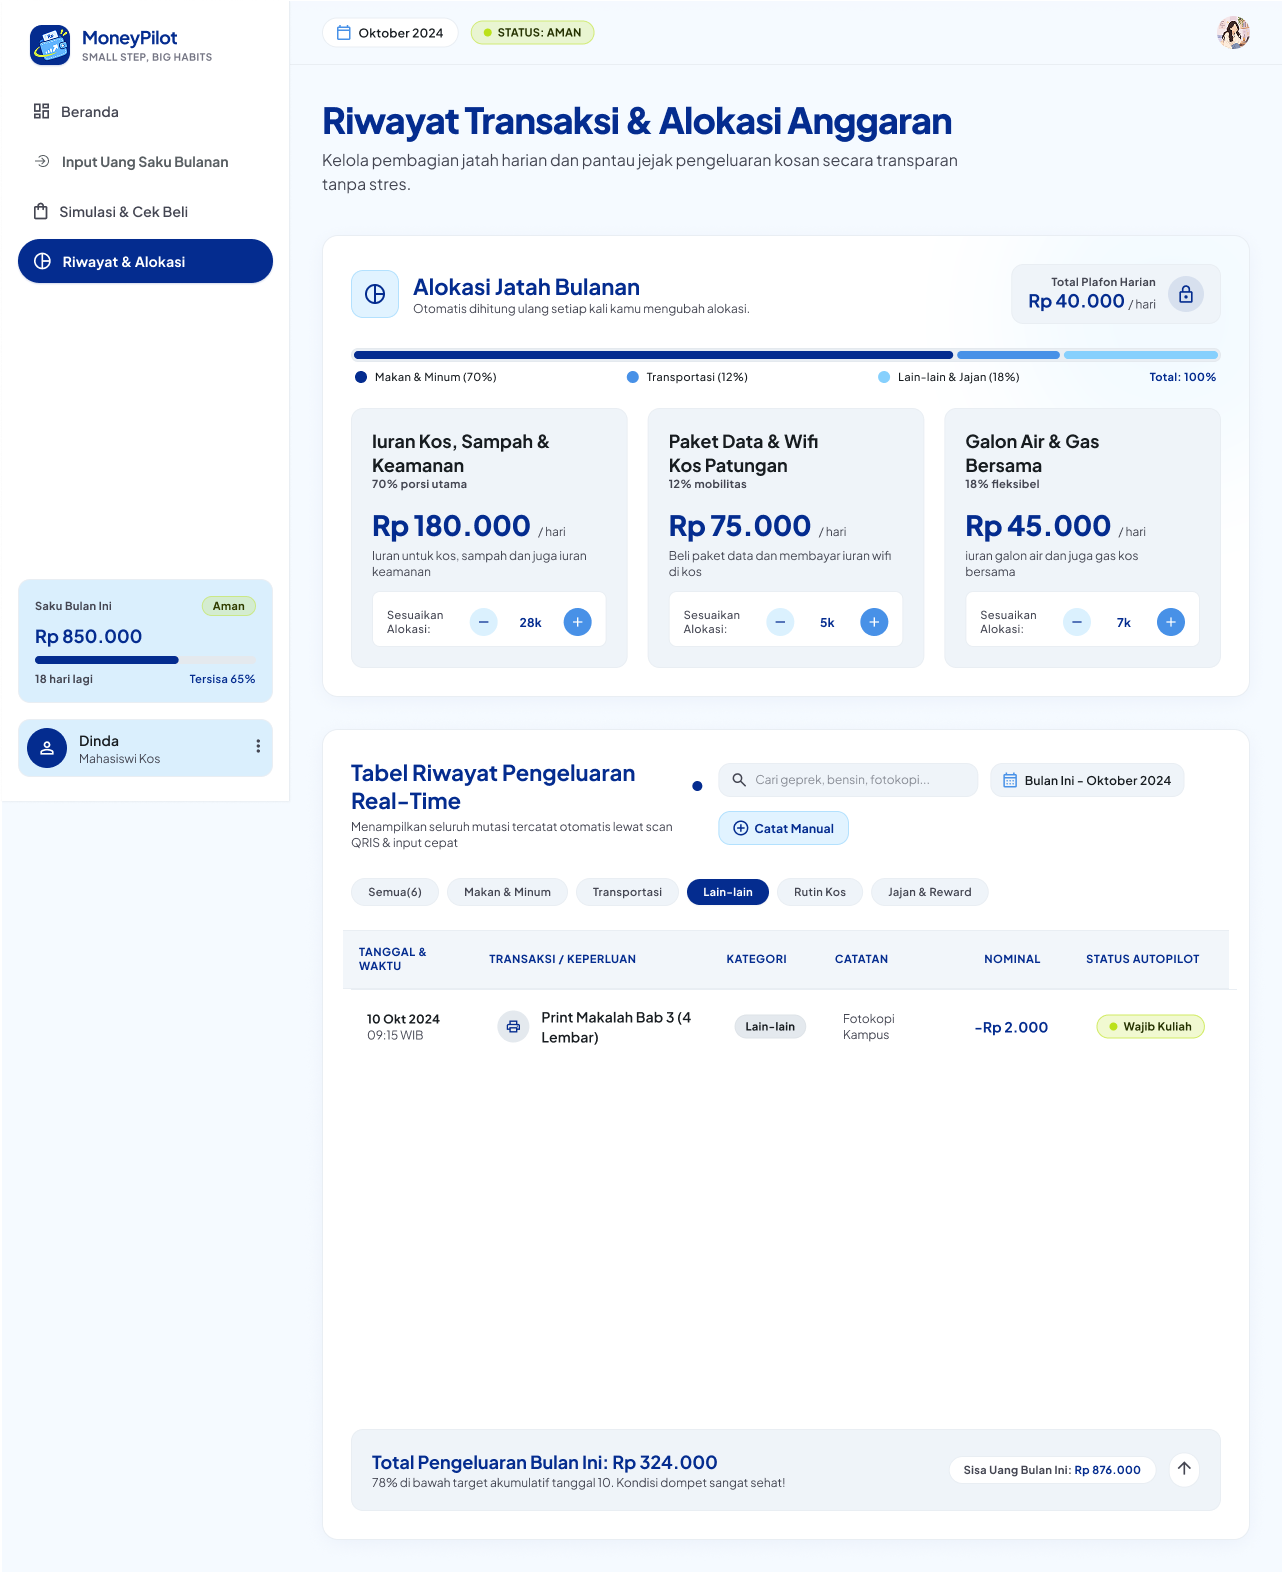 MoneyPilot
SMALL STEP, BIG HABITS
Beranda
Input Uang Saku Bulanan
Simulasi & Cek Beli
Riwayat & Alokasi
Saku Bulan Ini
Aman
Rp 850.000
18 hari lagi
Tersisa 65%
Dinda
Mahasiswi Kos
Oktober 2024
STATUS: AMAN
Riwayat Transaksi & Alokasi Anggaran
Kelola pembagian jatah harian dan pantau jejak pengeluaran kosan secara transparan
tanpa stres.
Alokasi Jatah Bulanan
Otomatis dihitung ulang setiap kali kamu mengubah alokasi.
Total Plafon Harian
Rp 40.000 / hari
Makan & Minum (70%)
Transportasi (12%)
Lain-lain & Jajan (18%)
Total: 100%
Iuran Kos, Sampah &
Keamanan
70% porsi utama
Rp 180.000 / hari
Iuran untuk kos, sampah dan juga iuran
keamanan
Sesuaikan
Alokasi:
28k
Paket Data & Wifi
Kos Patungan
12% mobilitas
Rp 75.000 / hari
Beli paket data dan membayar iuran wifi
di kos
Sesuaikan
Alokasi:
5k
Galon Air & Gas
Bersama
18% fleksibel
Rp 45.000 / hari
iuran galon air dan juga gas kos
bersama
Sesuaikan
Alokasi:
7k
Tabel Riwayat Pengeluaran
Real-Time
Menampilkan seluruh mutasi tercatat otomatis lewat scan
QRIS & input cepat
Cari geprek, bensin, fotokopi...
Bulan Ini - Oktober 2024
Catat Manual
Semua(6)
Makan & Minum
Transportasi
Lain-lain
Rutin Kos
Jajan & Reward
TANGGAL &
WAKTU
TRANSAKSI / KEPERLUAN
KATEGORI
CATATAN
NOMINAL
STATUS AUTOPILOT
10 Okt 2024
09:15 WIB
Print Makalah Bab 3 (4
Lembar)
Lain-lain
Fotokopi
Kampus
-Rp 2.000
Wajib Kuliah
Total Pengeluaran Bulan Ini: Rp 324.000
78% di bawah target akumulatif tanggal 10. Kondisi dompet sangat sehat!
Sisa Uang Bulan Ini: Rp 876.000